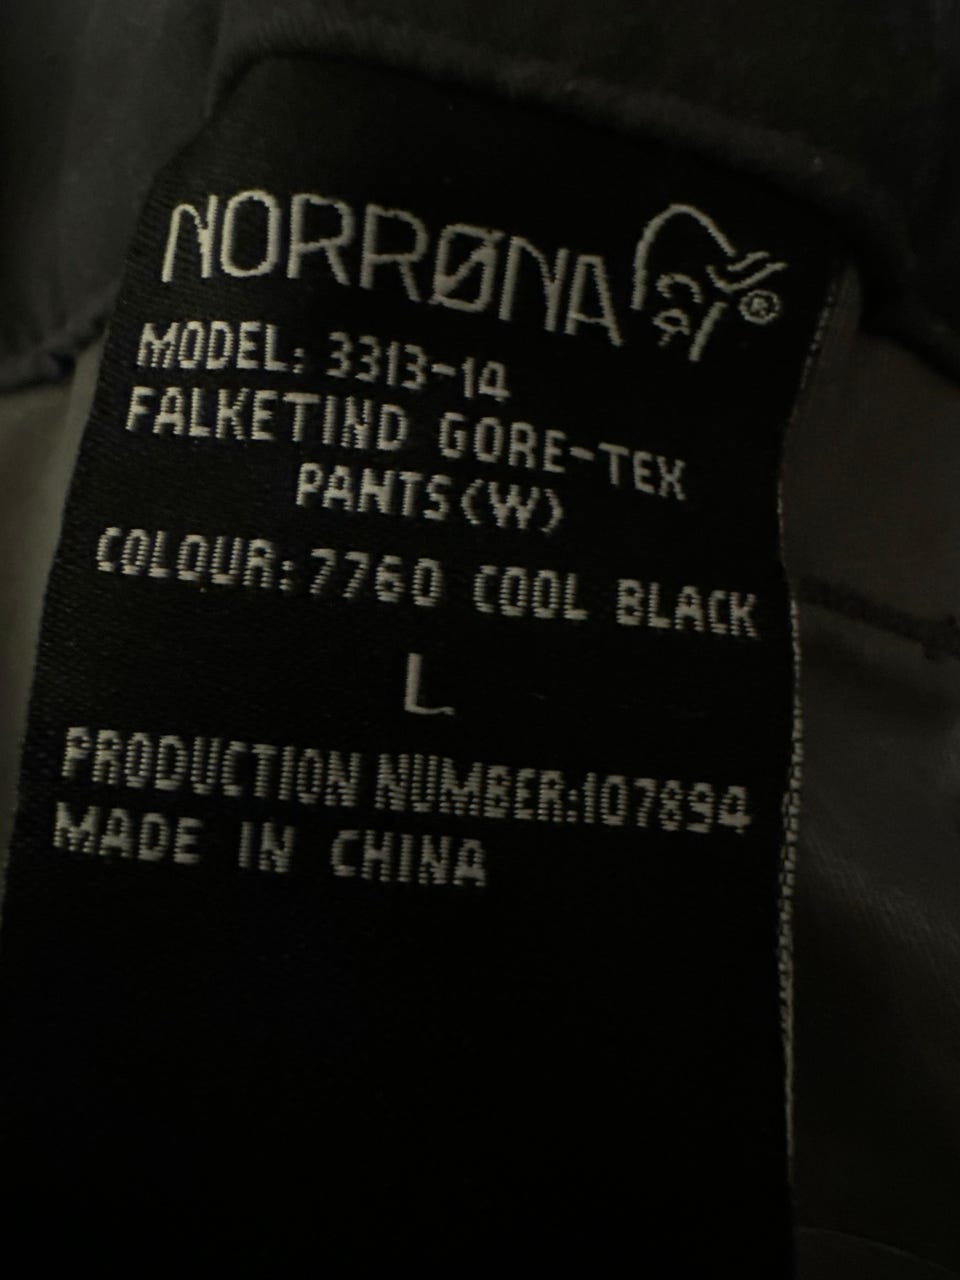 NORRØNA ®
MODEL: 3313-14
FALKETIND GORE-TEX
PANTS(W)
COLOUR: 7760 COOL BLACK
L
PRODUCTION NUMBER:107894
MADE IN CHINA